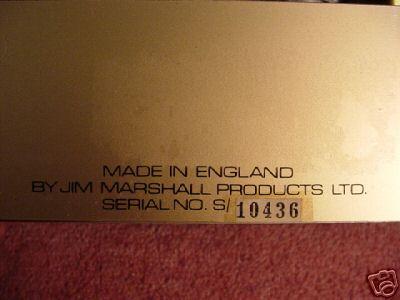 MADE IN ENGLAND
BY JIM MARSHALL PRODUCTS LTD.
SERIAL NO. S/ 10436